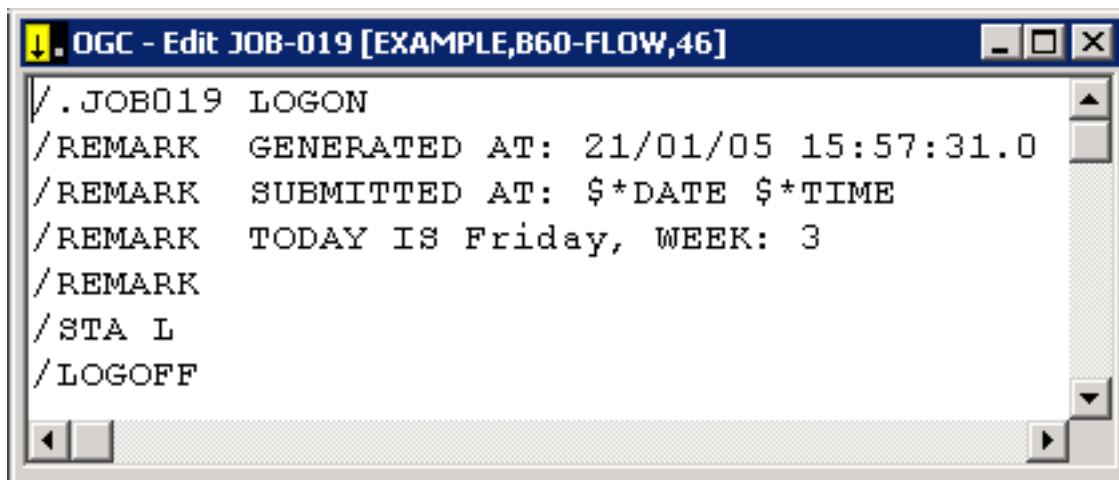 OGC - Edit JOB-019 [EXAMPLE,B60-FLOW,46]
/.JOB019 LOGON
/REMARK  GENERATED AT: 21/01/05 15:57:31.0
/REMARK  SUBMITTED AT: $*DATE $*TIME
/REMARK  TODAY IS Friday, WEEK: 3
/REMARK
/STA L
/LOGOFF